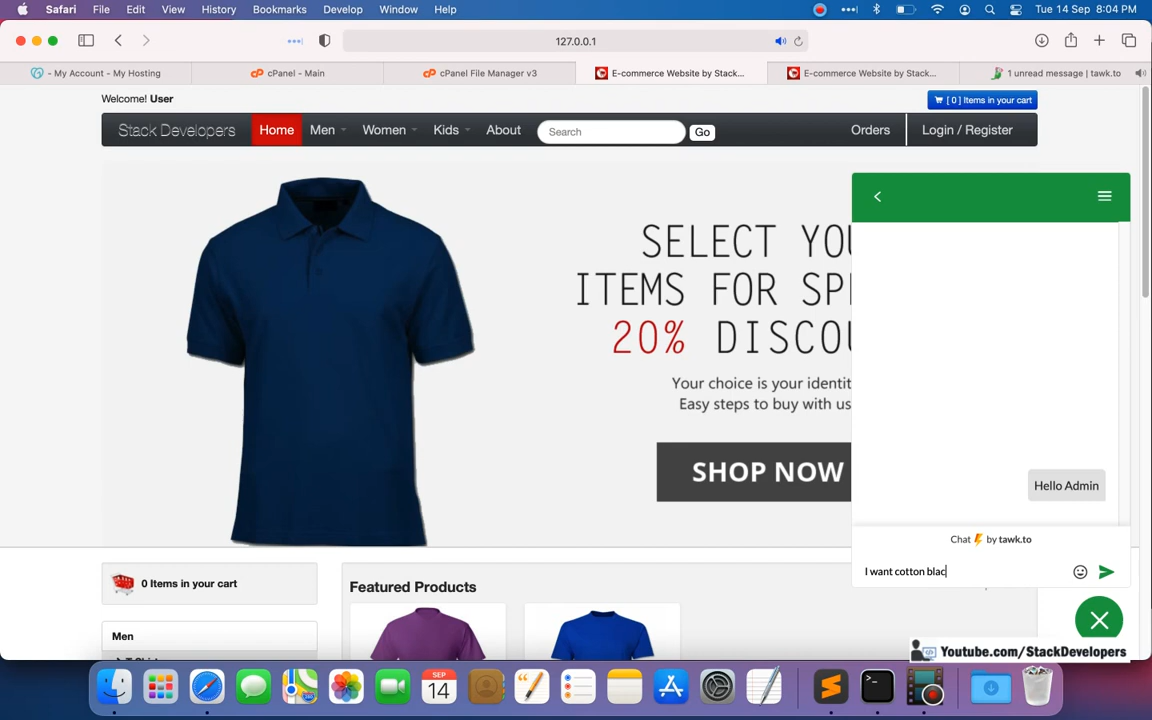 Safari File Edit View History Bookmarks Develop Window Help
Tue 14 Sep 8:04 PM
127.0.0.1
- My Account - My Hosting
cPanel - Main
cPanel File Manager v3
E-commerce Website by Stack...
E-commerce Website by Stack...
1 unread message | tawk.to
Welcome! User
[ 0 ] Items in your cart
Stack Developers
Home
Men
Women
Kids
About
Search
Go
Orders
Login / Register
SELECT YOU
ITEMS FOR SPE
20% DISCOU
Your choice is your identit
Easy steps to buy with us
SHOP NOW
Hello Admin
Chat by tawk.to
I want cotton blac
0 Items in your cart
Featured Products
Men
SEP
14
Youtube.com/StackDevelopers